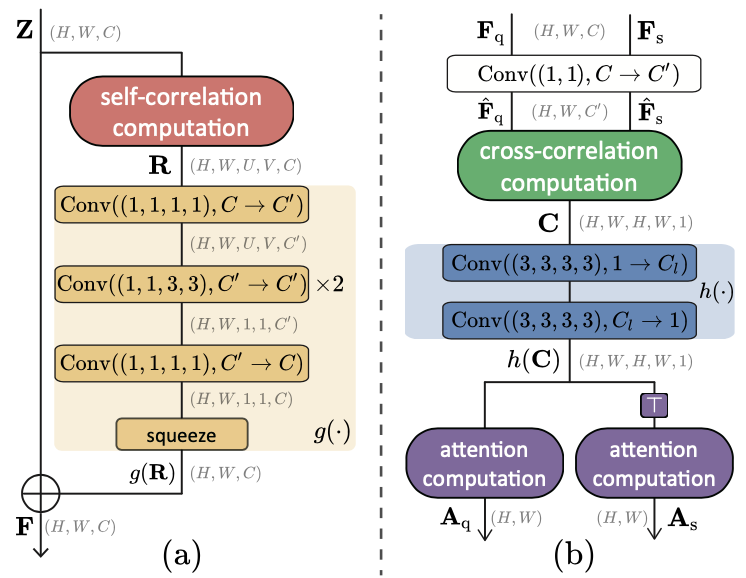 Z (H, W, C)
self-correlation
computation
R (H, W, U, V, C)
Conv((1, 1, 1, 1), C → C′)
(H, W, U, V, C′)
Conv((1, 1, 3, 3), C′ → C′) ×2
(H, W, 1, 1, C′)
Conv((1, 1, 1, 1), C′ → C)
(H, W, 1, 1, C)
squeeze
g(·)
g(R) (H, W, C)
F (H, W, C)
(a)
F_q (H, W, C) F_s
Conv((1, 1), C → C′)
F̂_q (H, W, C′) F̂_s
cross-correlation
computation
C (H, W, H, W, 1)
Conv((3, 3, 3, 3), 1 → C_l)
h(·)
Conv((3, 3, 3, 3), C_l → 1)
h(C) (H, W, H, W, 1)
⊤
attention
computation
attention
computation
A_q (H, W)
(H, W) A_s
(b)